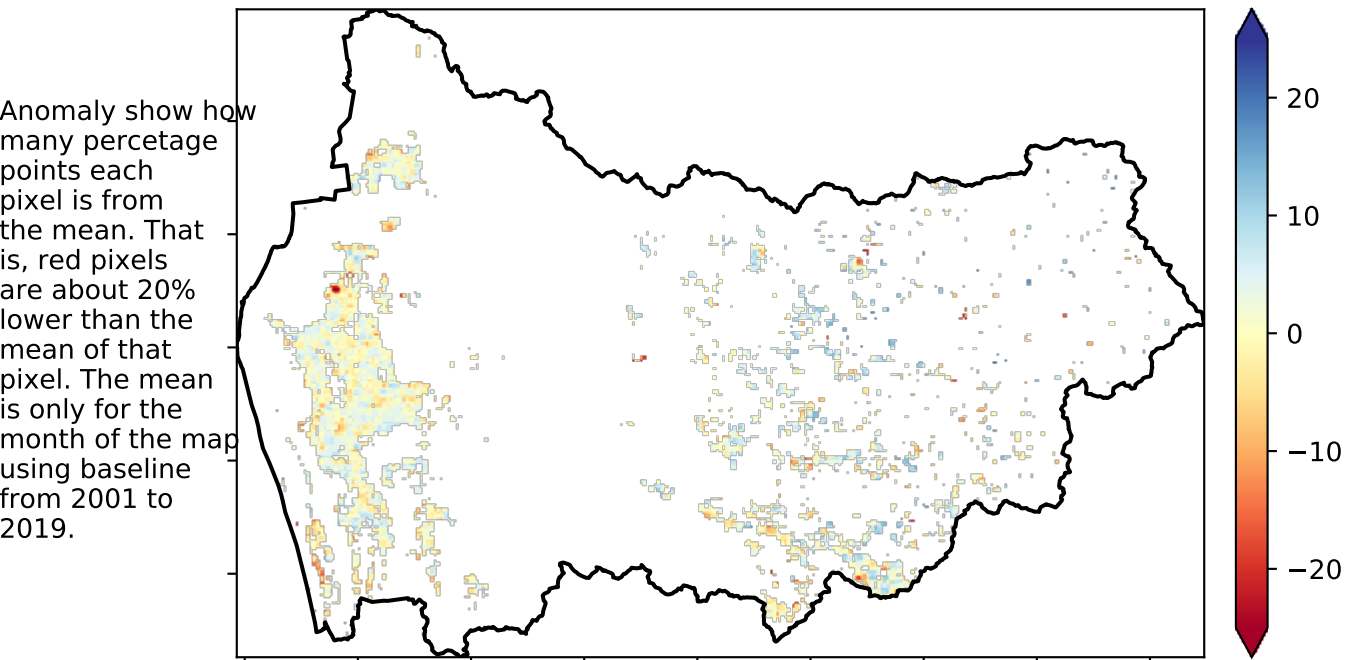 Anomaly show how
many percetage
points each
pixel is from
the mean. That
is, red pixels
are about 20%
lower than the
mean of that
pixel. The mean
is only for the
month of the map
using baseline
from 2001 to
2019.
20
10
0
−10
−20